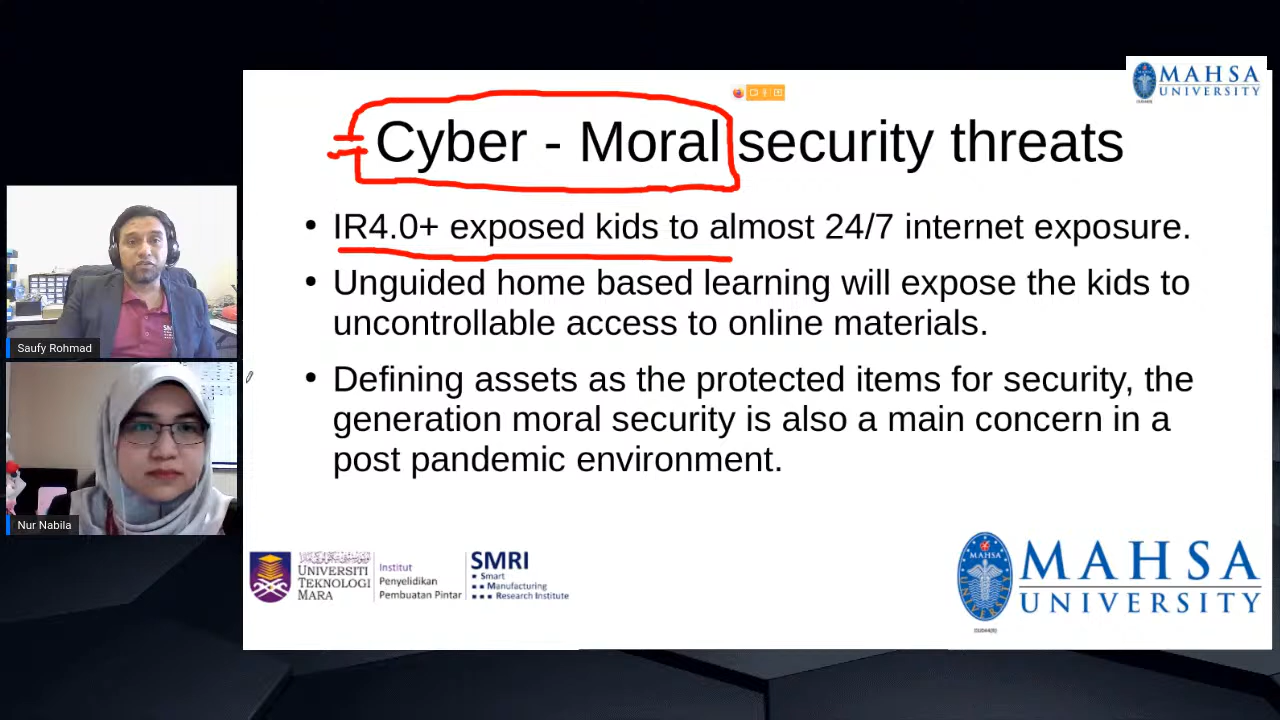 MAHSA
UNIVERSITY
Cyber - Moral security threats
• IR4.0+ exposed kids to almost 24/7 internet exposure.
• Unguided home based learning will expose the kids to
uncontrollable access to online materials.
• Defining assets as the protected items for security, the
generation moral security is also a main concern in a
post pandemic environment.
Saufy Rohmad
Nur Nabila
UNIVERSITI
TEKNOLOGI
MARA
Institut
Penyelidikan
Pembuatan Pintar
SMRI
Smart
Manufacturing
Research Institute
MAHSA
UNIVERSITY